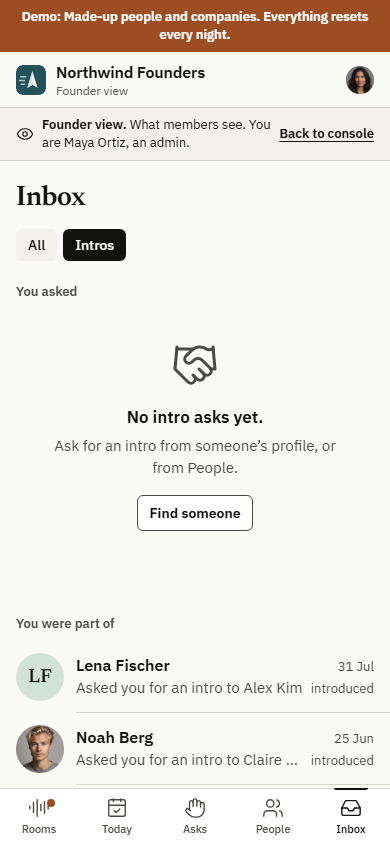 Demo: Made-up people and companies. Everything resets
every night.
Northwind Founders
Founder view
Founder view. What members see. You
are Maya Ortiz, an admin.
Back to console
Inbox
All
Intros
You asked
No intro asks yet.
Ask for an intro from someone’s profile, or
from People.
Find someone
You were part of
LF
Lena Fischer
31 Jul
Asked you for an intro to Alex Kim
introduced
Noah Berg
25 Jun
Asked you for an intro to Claire ...
introduced
Rooms
Today
Asks
People
Inbox